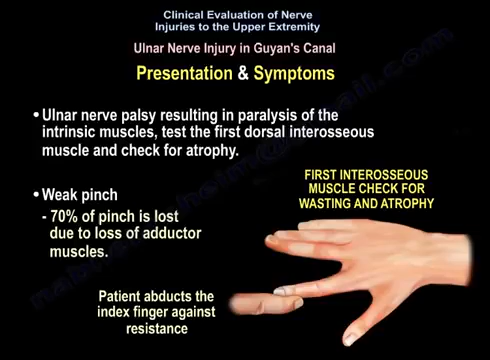 Clinical Evaluation of Nerve
Injuries to the Upper Extremity
Ulnar Nerve Injury in Guyan's Canal
Presentation & Symptoms
• Ulnar nerve palsy resulting in paralysis of the
intrinsic muscles, test the first dorsal interosseous
muscle and check for atrophy.
• Weak pinch
- 70% of pinch is lost
due to loss of adductor
muscles.
FIRST INTEROSSEOUS
MUSCLE CHECK FOR
WASTING AND ATROPHY
Patient abducts the
index finger against
resistance